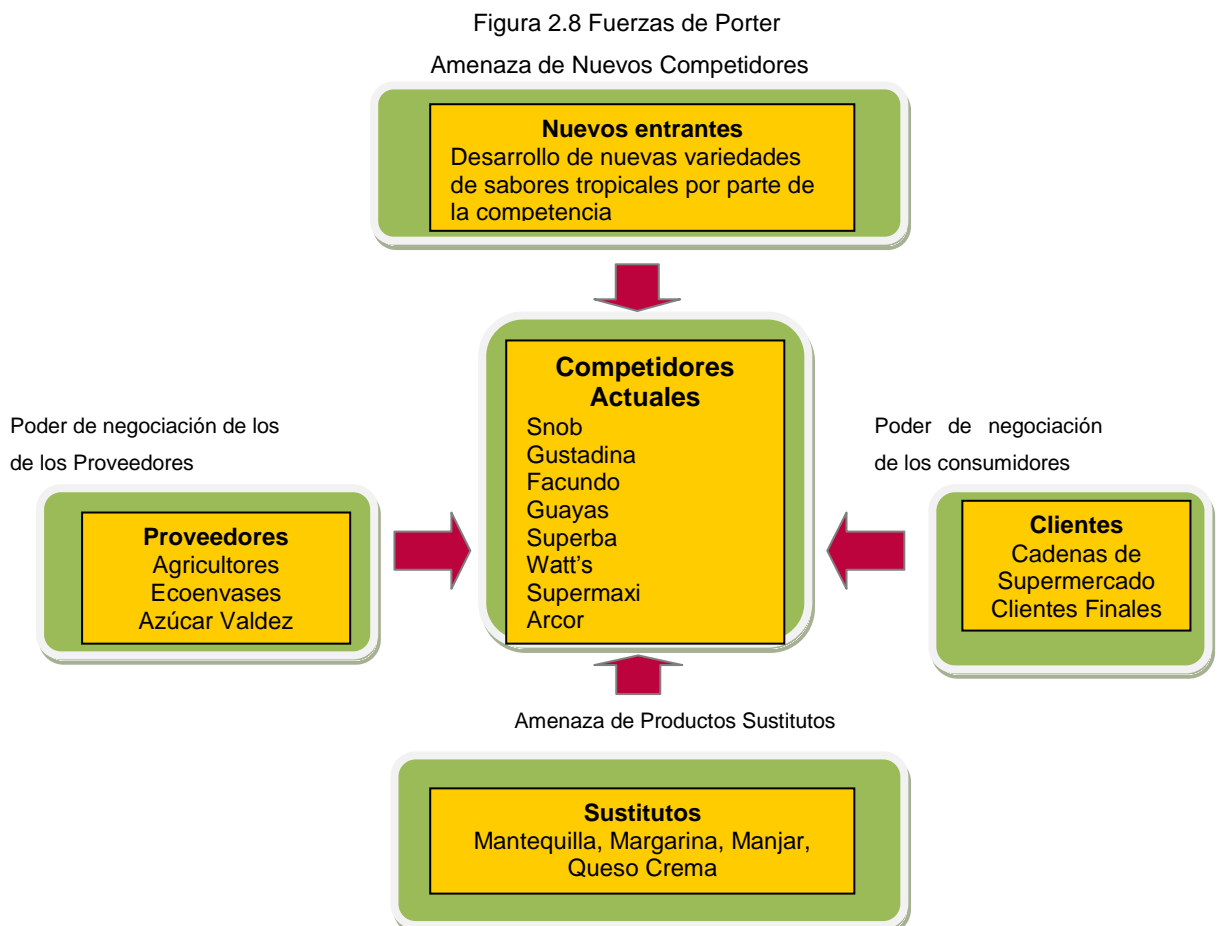 Figura 2.8 Fuerzas de Porter
Amenaza de Nuevos Competidores
Nuevos entrantes
Desarrollo de nuevas variedades
de sabores tropicales por parte de
la competencia
Competidores
Actuales
Snob
Gustadina
Facundo
Guayas
Superba
Watt’s
Supermaxi
Arcor
Poder de negociación de los
de los Proveedores
Proveedores
Agricultores
Ecoenvases
Azúcar Valdez
Poder de negociación
de los consumidores
Clientes
Cadenas de
Supermercado
Clientes Finales
Amenaza de Productos Sustitutos
Sustitutos
Mantequilla, Margarina, Manjar,
Queso Crema